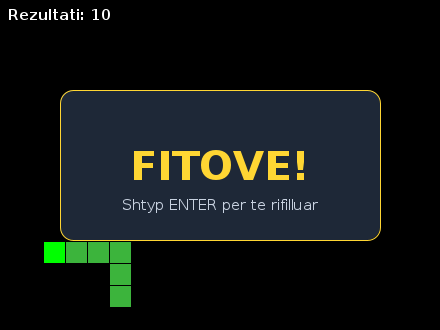 Rezultati: 10
FITOVE!
Shtyp ENTER per te rifilluar